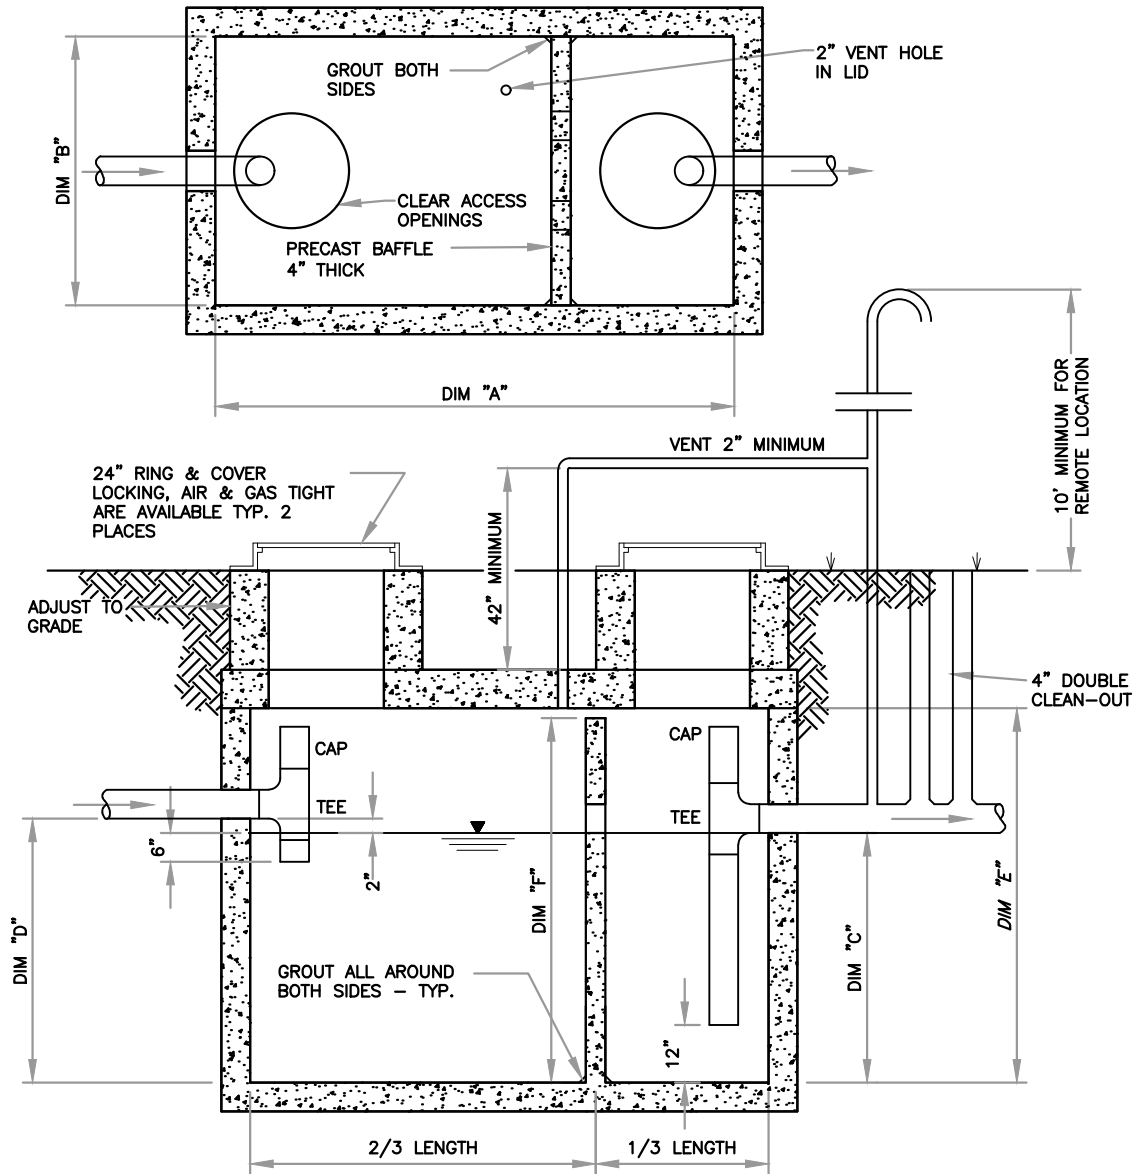 GROUT BOTH
SIDES
2" VENT HOLE
IN LID
DIM "B"
CLEAR ACCESS
OPENINGS
PRECAST BAFFLE
4" THICK
DIM "A"
10' MINIMUM FOR
REMOTE LOCATION
VENT 2" MINIMUM
24" RING & COVER
LOCKING, AIR & GAS TIGHT
ARE AVAILABLE TYP. 2
PLACES
42" MINIMUM
ADJUST TO
GRADE
4" DOUBLE
CLEAN-OUT
CAP
CAP
TEE
TEE
6"
2"
DIM "F"
DIM "E"
DIM "D"
DIM "C"
GROUT ALL AROUND
BOTH SIDES - TYP.
12"
2/3 LENGTH
1/3 LENGTH